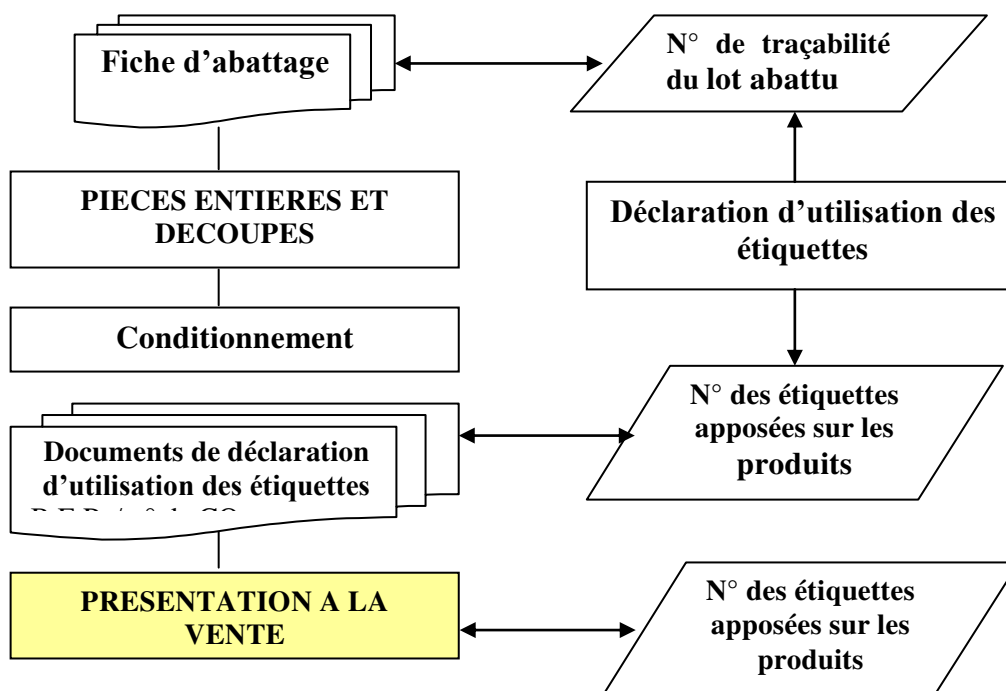 Fiche d’abattage
N° de traçabilité
du lot abattu
PIECES ENTIERES ET
DECOUPES
Déclaration d’utilisation des
étiquettes
Conditionnement
N° des étiquettes
apposées sur les
produits
Documents de déclaration
d’utilisation des étiquettes
PRESENTATION A LA
VENTE
N° des étiquettes
apposées sur les
produits